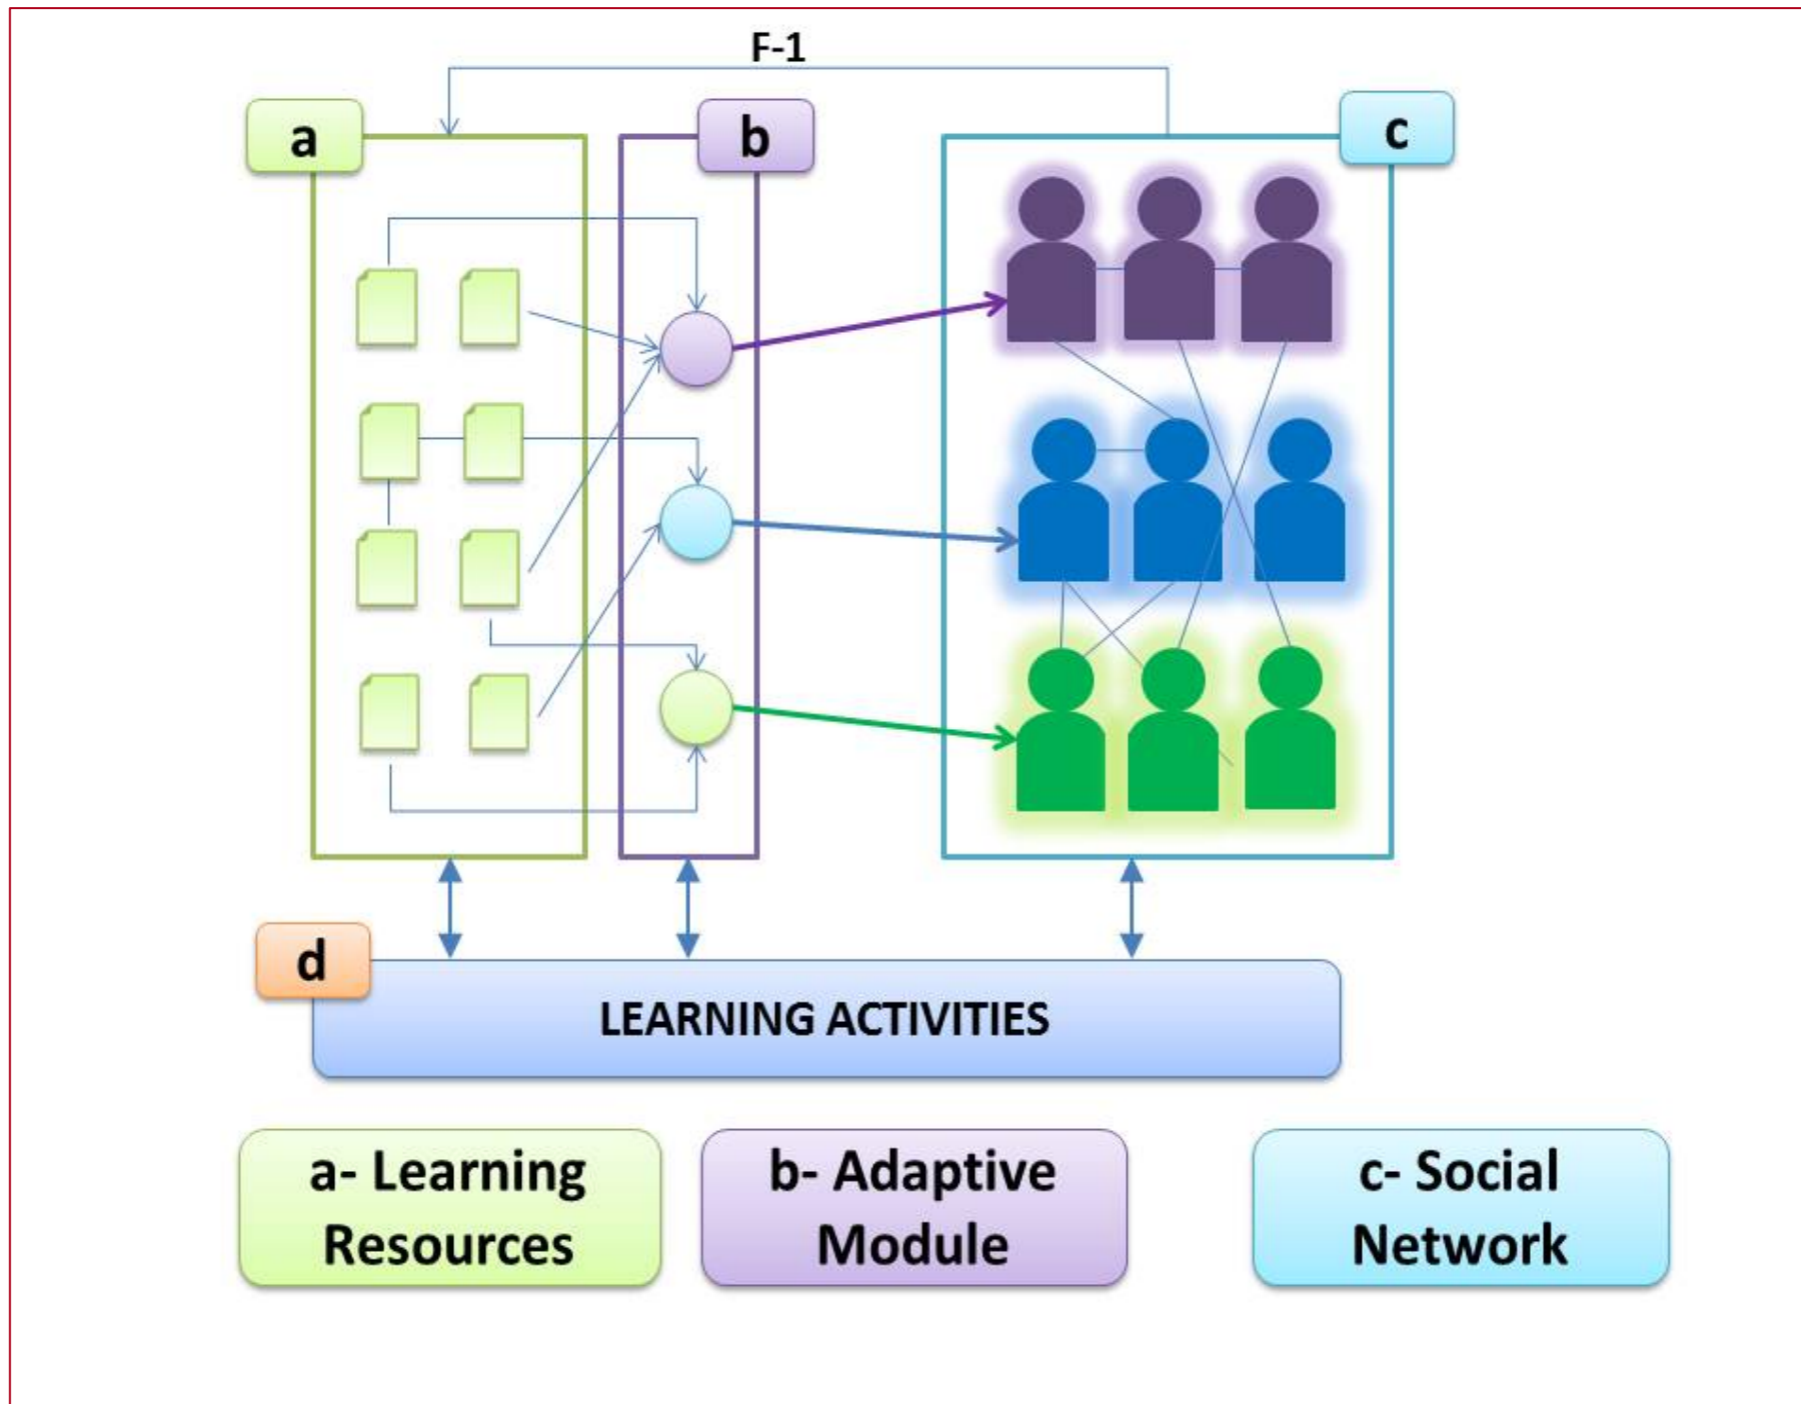 F-1
a
b
c
d
LEARNING ACTIVITIES
a- Learning
Resources
b- Adaptive
Module
c- Social
Network